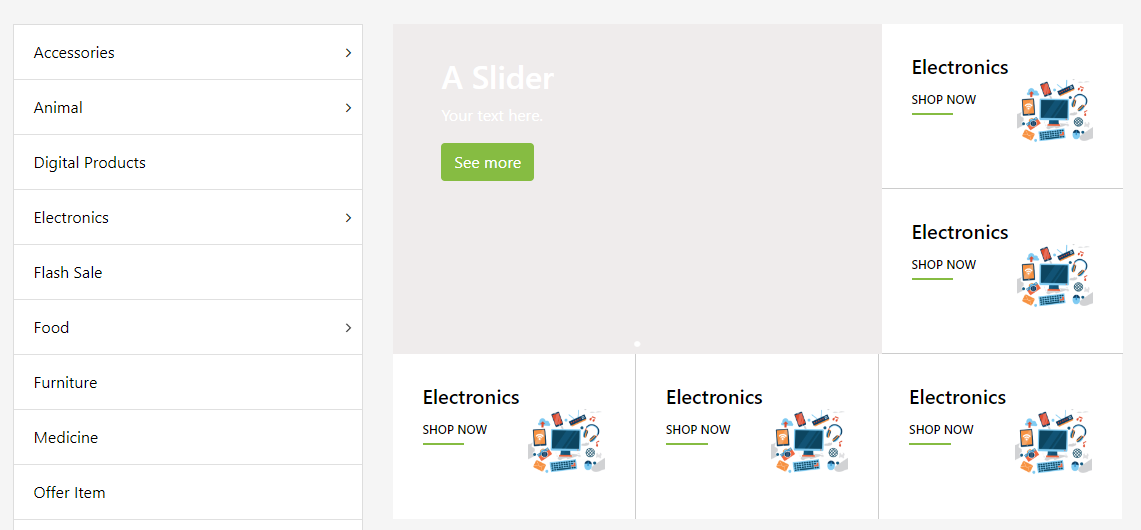 Accessories
Animal
Digital Products
Electronics
Flash Sale
Food
Furniture
Medicine
Offer Item
A Slider
Your text here.
See more
Electronics
SHOP NOW
Electronics
SHOP NOW
Electronics
SHOP NOW
Electronics
SHOP NOW
Electronics
SHOP NOW